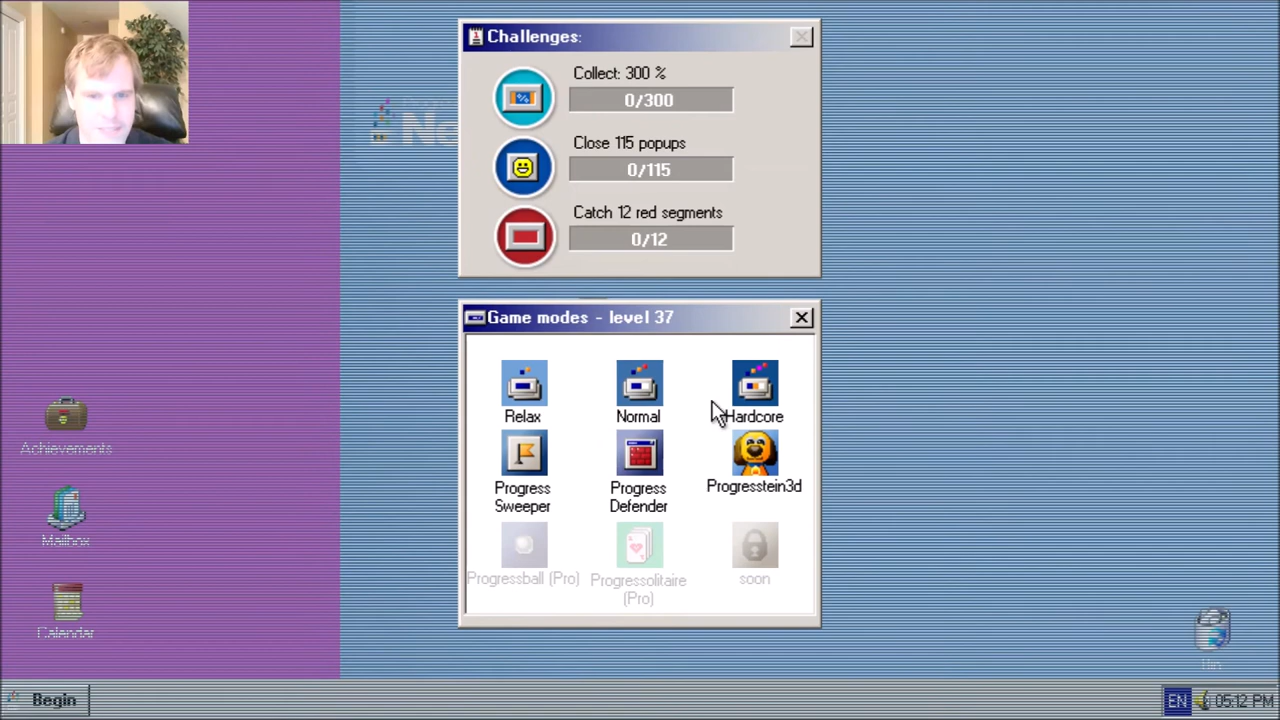 Challenges:
Collect: 300 %
0/300
Close 115 popups
0/115
Catch 12 red segments
0/12
Game modes - level 37
Relax
Normal
Hardcore
Progress
Sweeper
Progress
Defender
Progresstein3d
Progressball (Pro)
Progressolitaire
(Pro)
soon
Achievements
Mailbox
Calendar
Bin
Begin
EN
05:12 PM